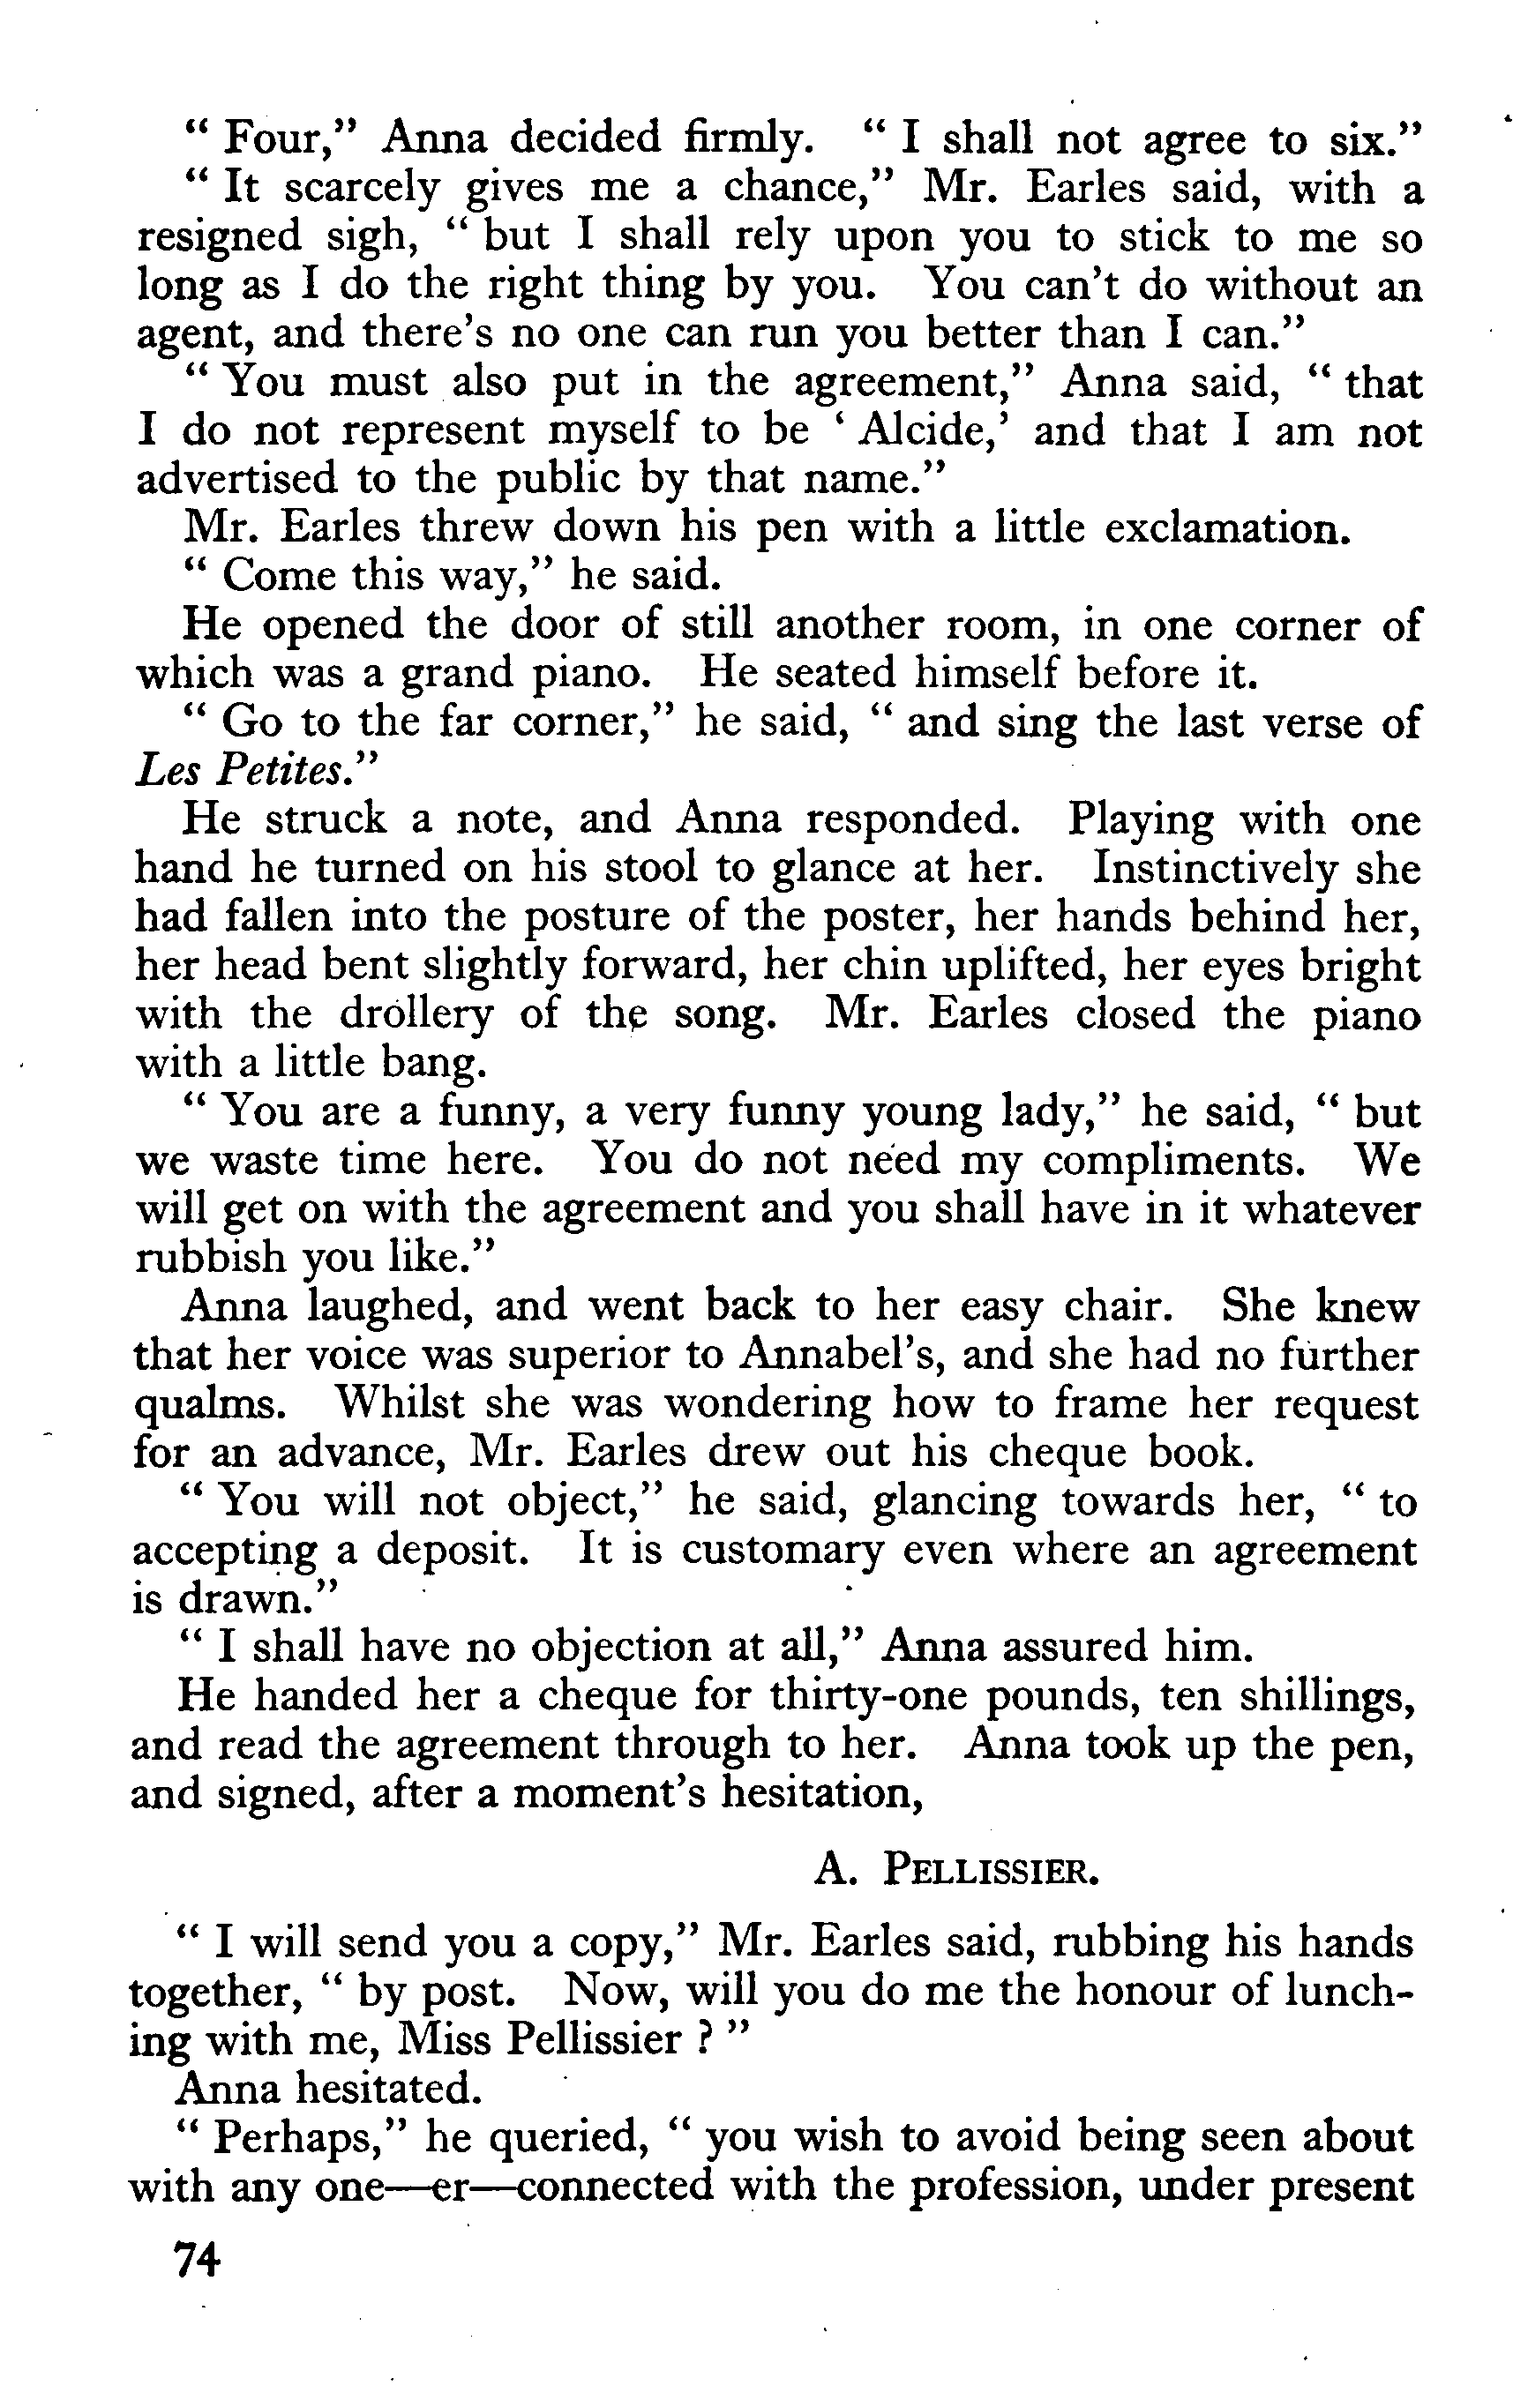 “ Four,” Anna decided firmly. “ I shall not agree to six.”
“ It scarcely gives me a chance,” Mr. Earles said, with a
resigned sigh, “ but I shall rely upon you to stick to me so
long as I do the right thing by you. You can’t do without an
agent, and there’s no one can run you better than I can.”
“ You must also put in the agreement,” Anna said, “ that
I do not represent myself to be ‘ Alcide,’ and that I am not
advertised to the public by that name.”
Mr. Earles threw down his pen with a little exclamation.
“ Come this way,” he said.
He opened the door of still another room, in one corner of
which was a grand piano. He seated himself before it.
“ Go to the far corner,” he said, “ and sing the last verse of
Les Petites.”
He struck a note, and Anna responded. Playing with one
hand he turned on his stool to glance at her. Instinctively she
had fallen into the posture of the poster, her hands behind her,
her head bent slightly forward, her chin uplifted, her eyes bright
with the drollery of the song. Mr. Earles closed the piano
with a little bang.
“ You are a funny, a very funny young lady,” he said, “ but
we waste time here. You do not need my compliments. We
will get on with the agreement and you shall have in it whatever
rubbish you like.”
Anna laughed, and went back to her easy chair. She knew
that her voice was superior to Annabel’s, and she had no further
qualms. Whilst she was wondering how to frame her request
for an advance, Mr. Earles drew out his cheque book.
“ You will not object,” he said, glancing towards her, “ to
accepting a deposit. It is customary even where an agreement
is drawn.”
“ I shall have no objection at all,” Anna assured him.
He handed her a cheque for thirty-one pounds, ten shillings,
and read the agreement through to her. Anna took up the pen,
and signed, after a moment’s hesitation,
A. PELLISSIER.
“ I will send you a copy,” Mr. Earles said, rubbing his hands
together, “ by post. Now, will you do me the honour of lunch-
ing with me, Miss Pellissier ? ”
Anna hesitated.
“ Perhaps,” he queried, “ you wish to avoid being seen about
with any one—er—connected with the profession, under present
74